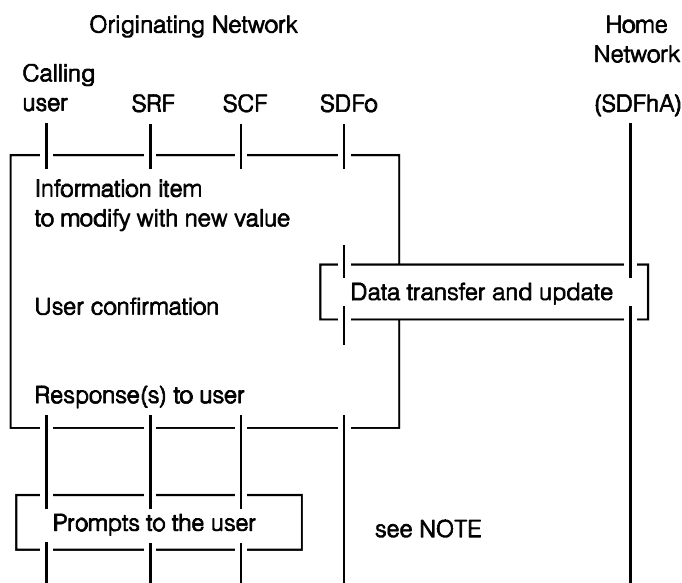 Originating Network
Home
Network
Calling
user
SRF
SCF
SDFo
(SDFhA)
Information item
to modify with new value
Data transfer and update
User confirmation
Response(s) to user
Prompts to the user
see NOTE